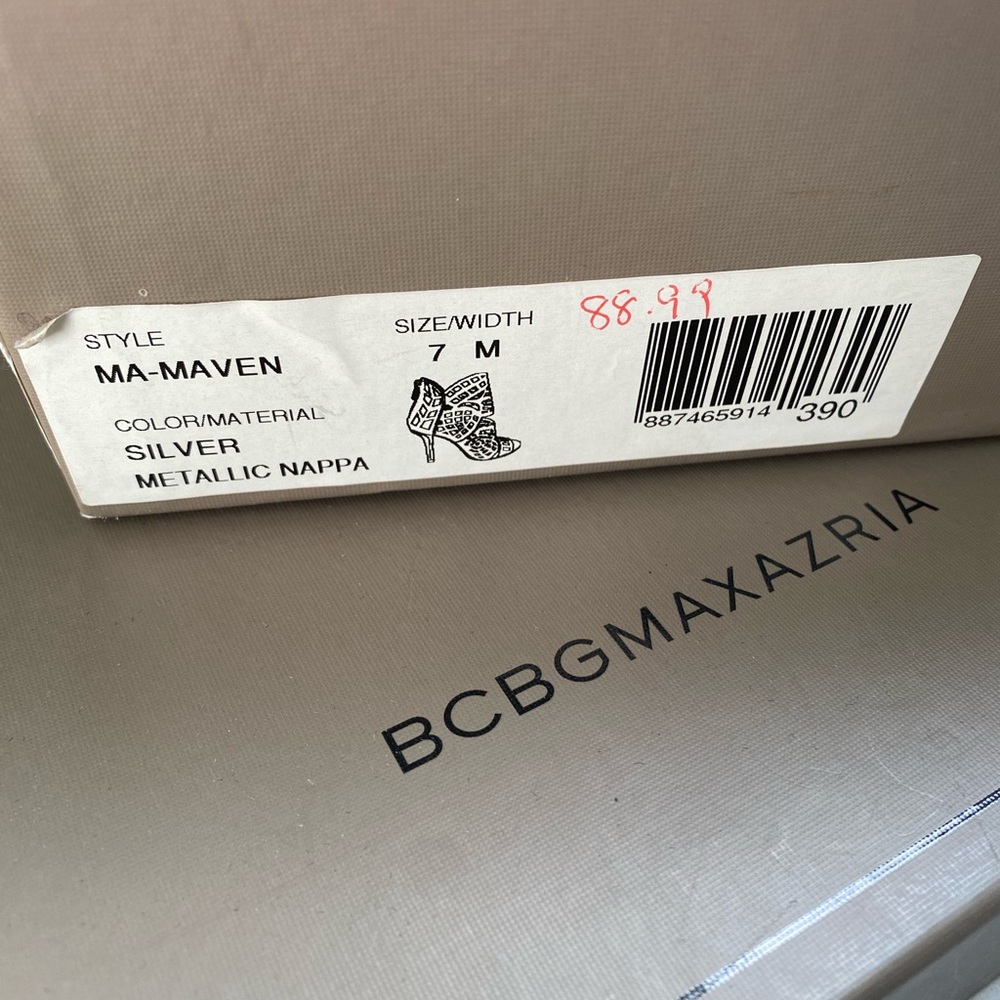 STYLE
MA-MAVEN
COLOR/MATERIAL
SILVER
METALLIC NAPPA
SIZE/WIDTH
7 M
88.99
887465914 390
BCBGMAXAZRIA